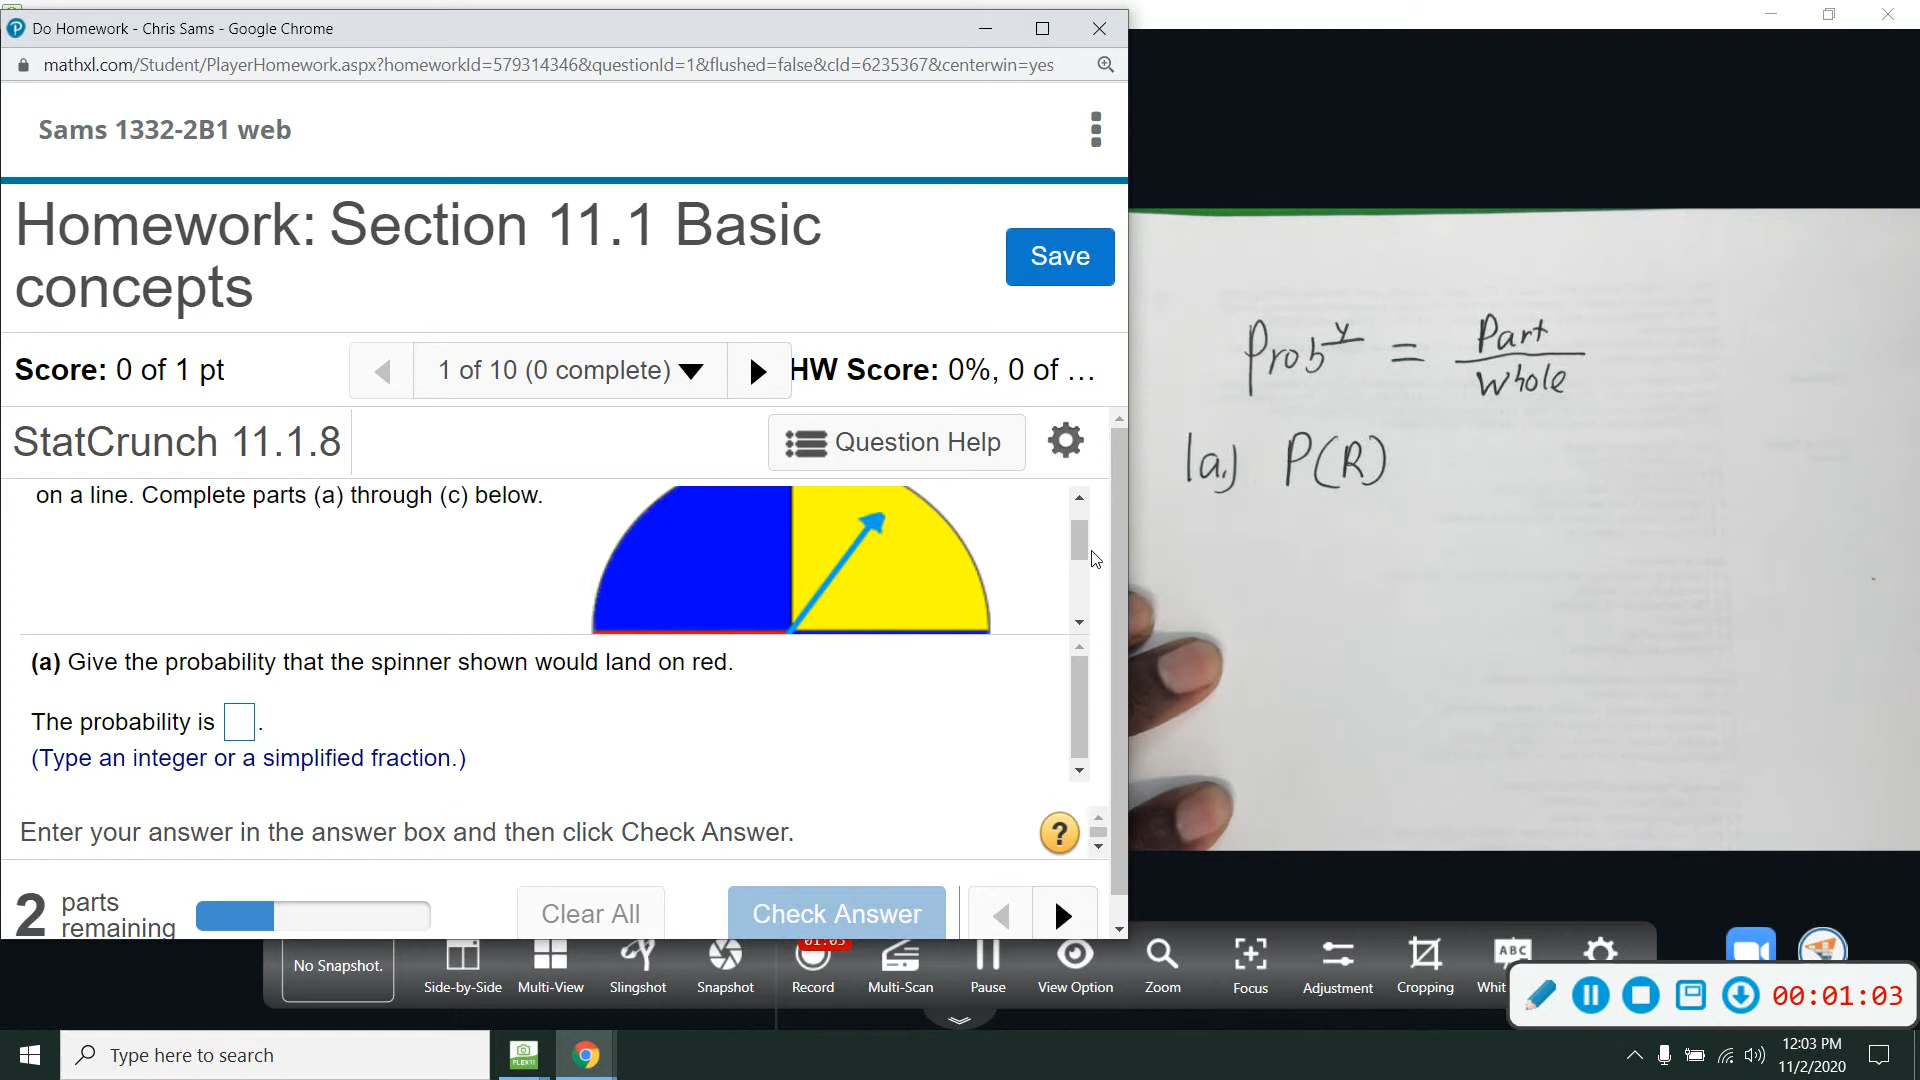 Do Homework - Chris Sams - Google Chrome
mathxl.com/Student/PlayerHomework.aspx?homeworkId=579314346&questionId=1&flushed=false&cId=6235367&centerwin=yes
Sams 1332-2B1 web
Homework: Section 11.1 Basic
concepts
Save
Score: 0 of 1 pt
1 of 10 (0 complete)
HW Score: 0%, 0 of ...
StatCrunch 11.1.8
Question Help
on a line. Complete parts (a) through (c) below.
(a) Give the probability that the spinner shown would land on red.
The probability is .
(Type an integer or a simplified fraction.)
Enter your answer in the answer box and then click Check Answer.
?
2 parts
remaining
Clear All
Check Answer
Prob y = Part
Whole
1a.) P(R)
No Snapshot.
Side-by-Side
Multi-View
Slingshot
Snapshot
01:03
Record
Multi-Scan
Pause
View Option
Zoom
Focus
Adjustment
Cropping
ABC
Whit
00:01:03
Type here to search
FLEX11
12:03 PM
11/2/2020